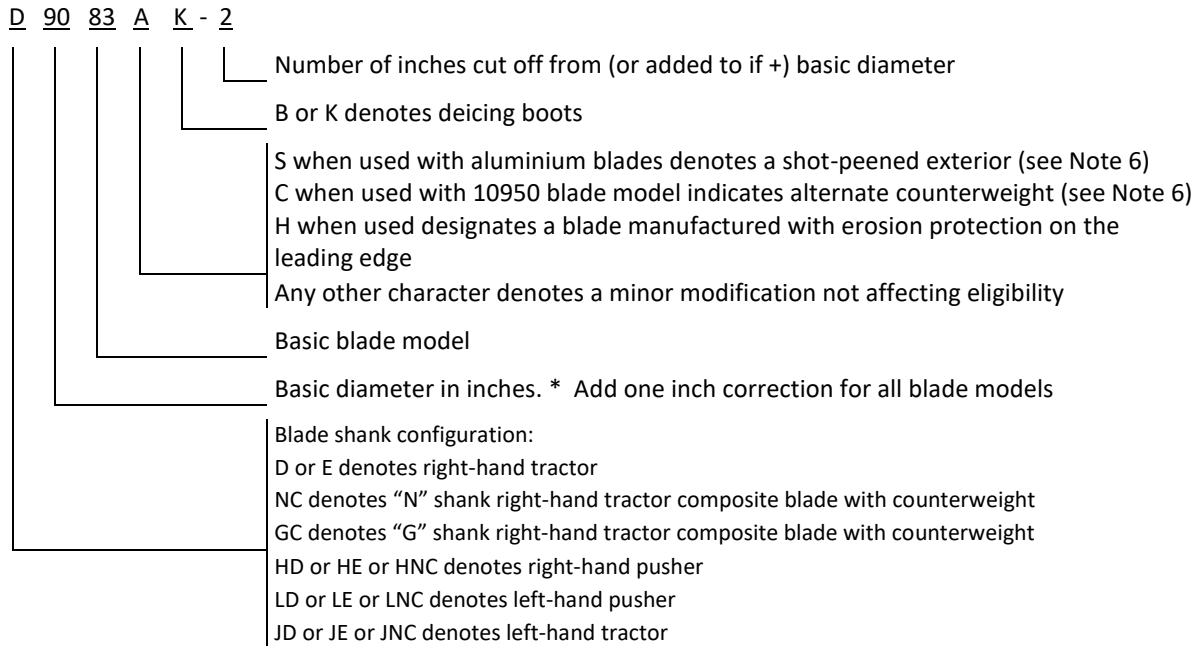 D 90 83 A K - 2
Number of inches cut off from (or added to if +) basic diameter
B or K denotes deicing boots
S when used with aluminium blades denotes a shot-peened exterior (see Note 6)
C when used with 10950 blade model indicates alternate counterweight (see Note 6)
H when used designates a blade manufactured with erosion protection on the
leading edge
Any other character denotes a minor modification not affecting eligibility
Basic blade model
Basic diameter in inches. * Add one inch correction for all blade models
Blade shank configuration:
D or E denotes right-hand tractor
NC denotes “N” shank right-hand tractor composite blade with counterweight
GC denotes “G” shank right-hand tractor composite blade with counterweight
HD or HE or HNC denotes right-hand pusher
LD or LE or LNC denotes left-hand pusher
JD or JE or JNC denotes left-hand tractor